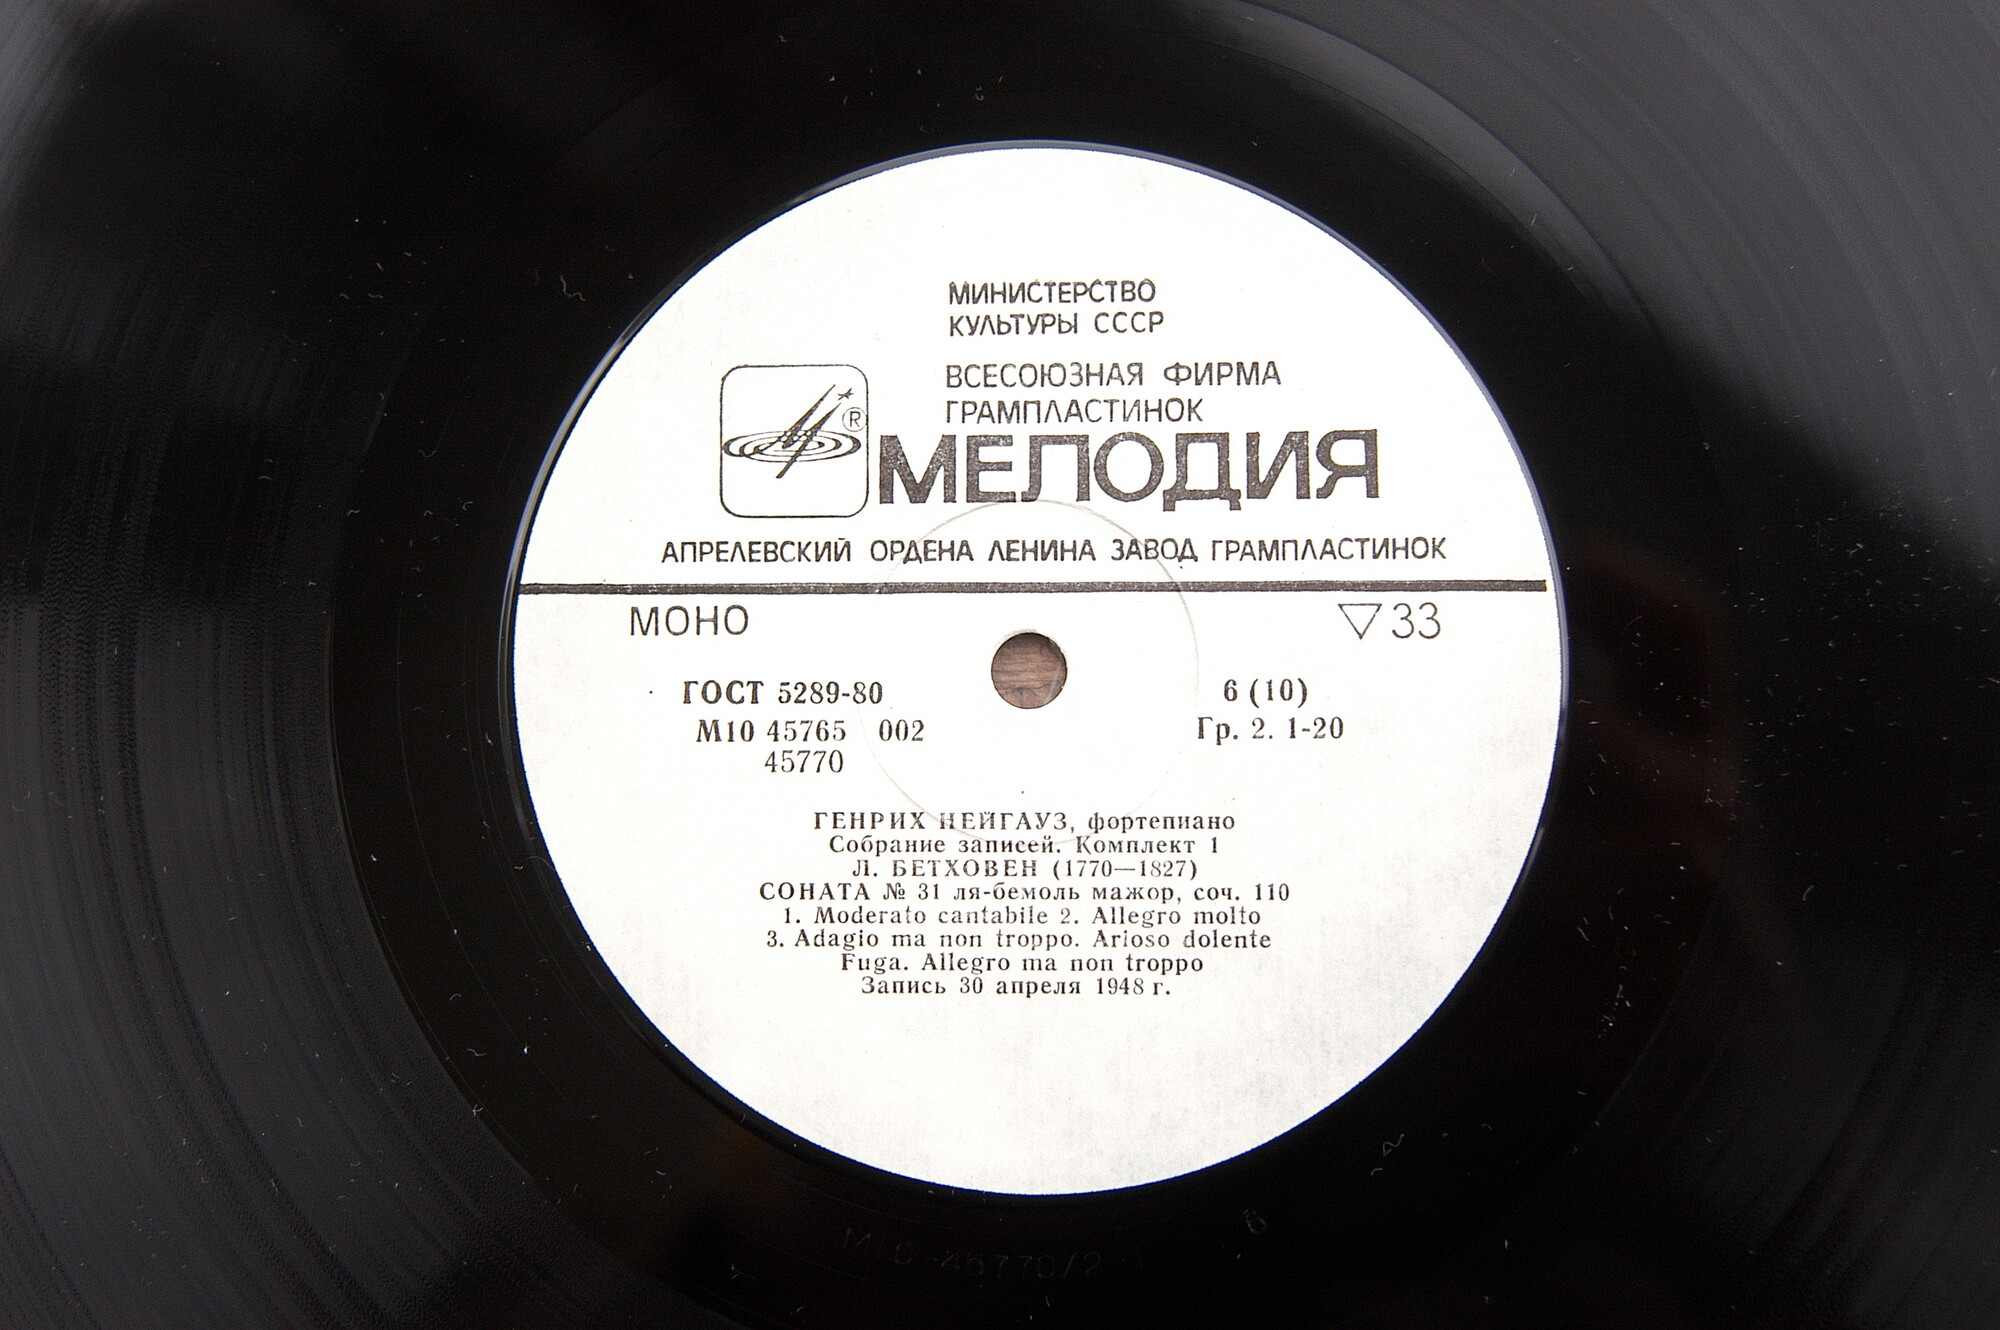 МИНИСТЕРСТВО
КУЛЬТУРЫ СССР
ВСЕСОЮЗНАЯ ФИРМА
ГРАМПЛАСТИНОК
®
МЕЛОДИЯ
АПРЕЛЕВСКИЙ ОРДЕНА ЛЕНИНА ЗАВОД ГРАМПЛАСТИНОК
МОНО ▽33
ГОСТ 5289-80 6 (10)
М10 45765 002 Гр. 2. 1-20
45770
ГЕНРИХ НЕЙГАУЗ, фортепиано
Собрание записей. Комплект 1
Л. БЕТХОВЕН (1770—1827)
СОНАТА № 31 ля-бемоль мажор, соч. 110
1. Moderato cantabile 2. Allegro molto
3. Adagio ma non troppo. Arioso dolente
Fuga. Allegro ma non troppo
Запись 30 апреля 1948 г.
М10-45770/2